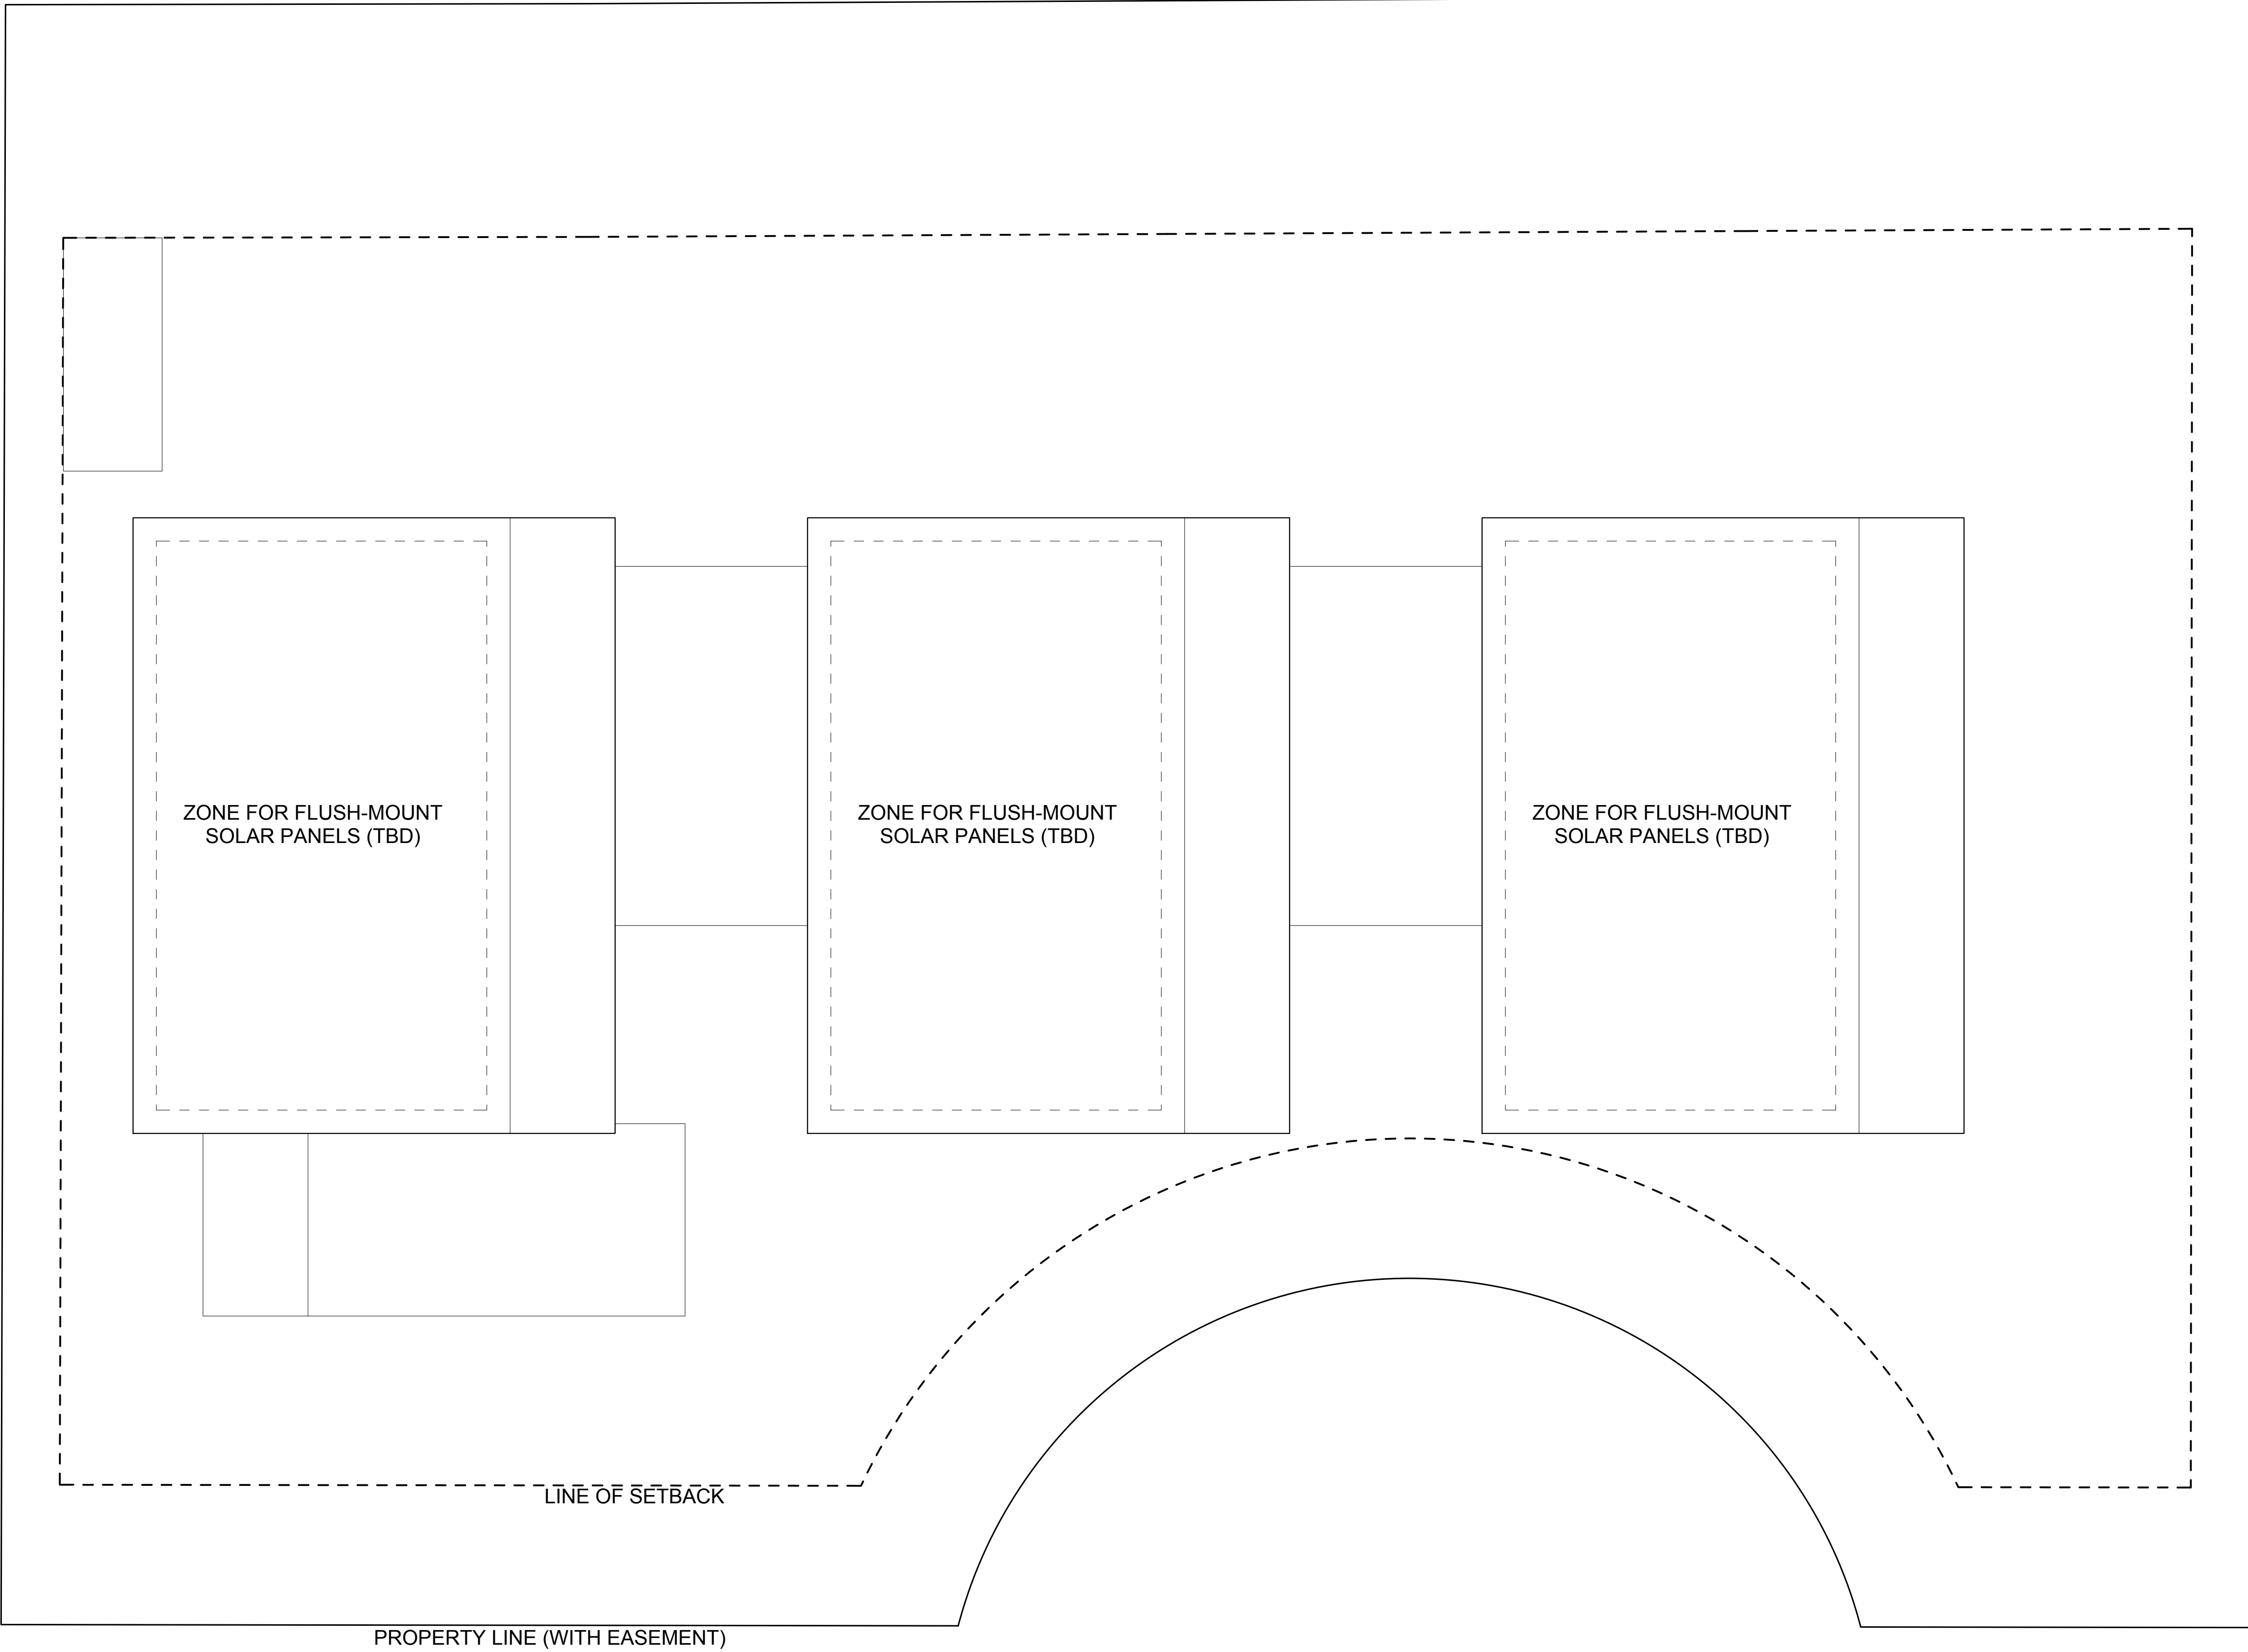 ZONE FOR FLUSH-MOUNT
SOLAR PANELS (TBD)
ZONE FOR FLUSH-MOUNT
SOLAR PANELS (TBD)
ZONE FOR FLUSH-MOUNT
SOLAR PANELS (TBD)
LINE OF SETBACK
PROPERTY LINE (WITH EASEMENT)